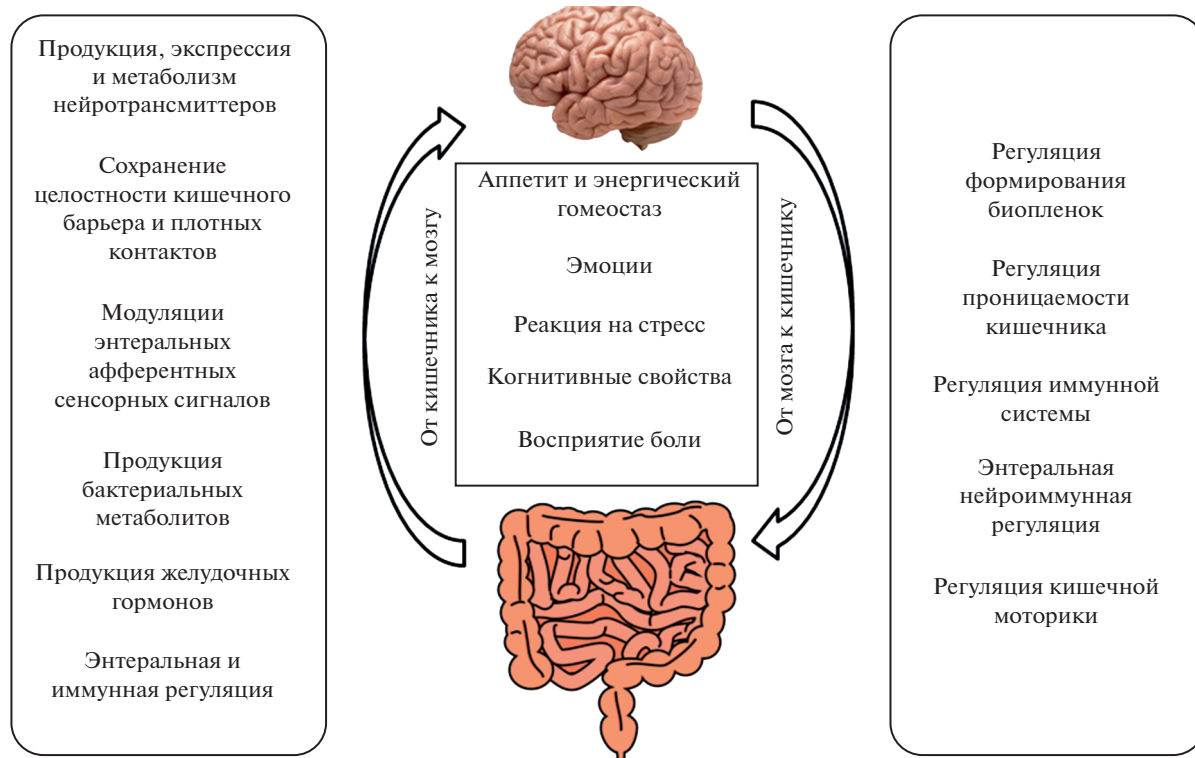 Продукция, экспрессия
и метаболизм
нейротрансмиттеров
Сохранение
целостности кишечного
барьера и плотных
контактов
Модуляции
энтеральных
афферентных
сенсорных сигналов
Продукция
бактериальных
метаболитов
Продукция желудочных
гормонов
Энтеральная и
иммунная регуляция
От кишечника к мозгу
Аппетит и энергический
гомеостаз
Эмоции
Реакция на стресс
Когнитивные свойства
Восприятие боли
От мозга к кишечнику
Регуляция
формирования
биопленок
Регуляция
проницаемости
кишечника
Регуляция иммунной
системы
Энтеральная
нейроиммунная
регуляция
Регуляция кишечной
моторики